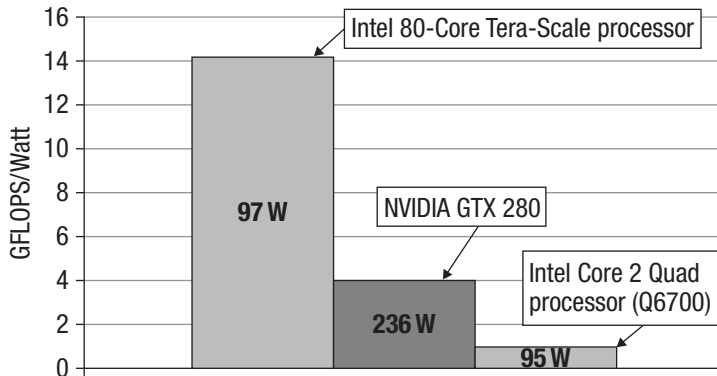 16
14
12
10
8
6
4
2
0
GFLOPS/Watt
Intel 80-Core Tera-Scale processor
97 W
NVIDIA GTX 280
236 W
Intel Core 2 Quad
processor (Q6700)
95 W